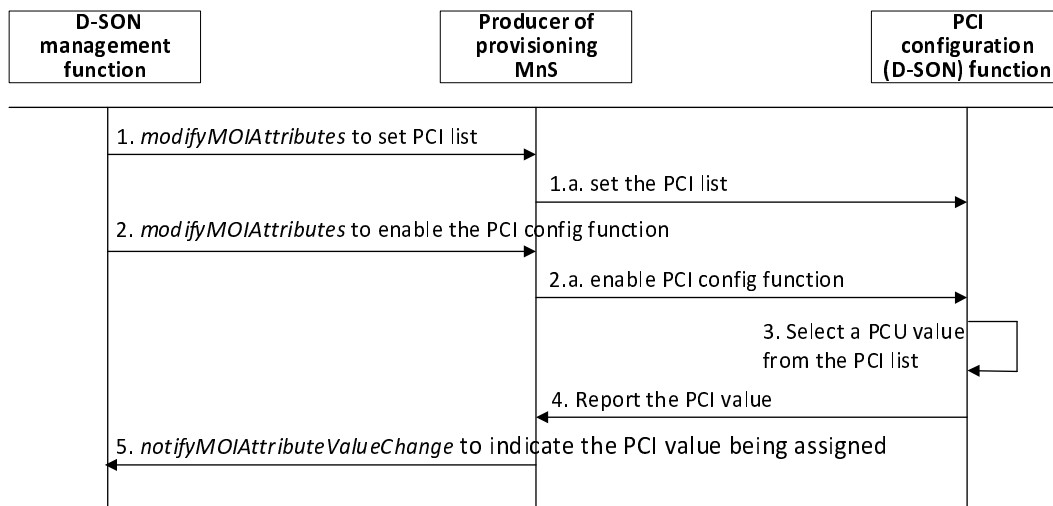 D-SON
management
function
Producer of
provisioning
MnS
PCI
configuration
(D-SON) function
1. modifyMOIAttributes to set PCI list
1.a. set the PCI list
2. modifyMOIAttributes to enable the PCI config function
2.a. enable PCI config function
3. Select a PCU value
from the PCI list
4. Report the PCI value
5. notifyMOIAttributeValueChange to indicate the PCI value being assigned